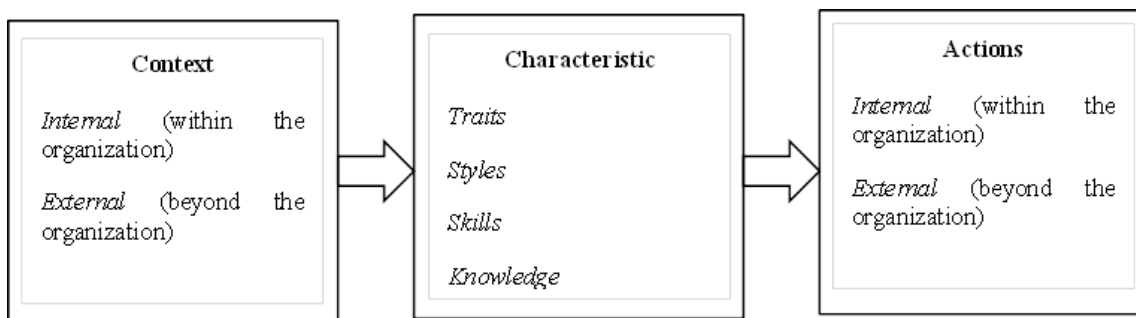 Context
Internal (within the
organization)
External (beyond the
organization)
Characteristic
Traits
Styles
Skills
Knowledge
Actions
Internal (within the
organization)
External (beyond the
organization)